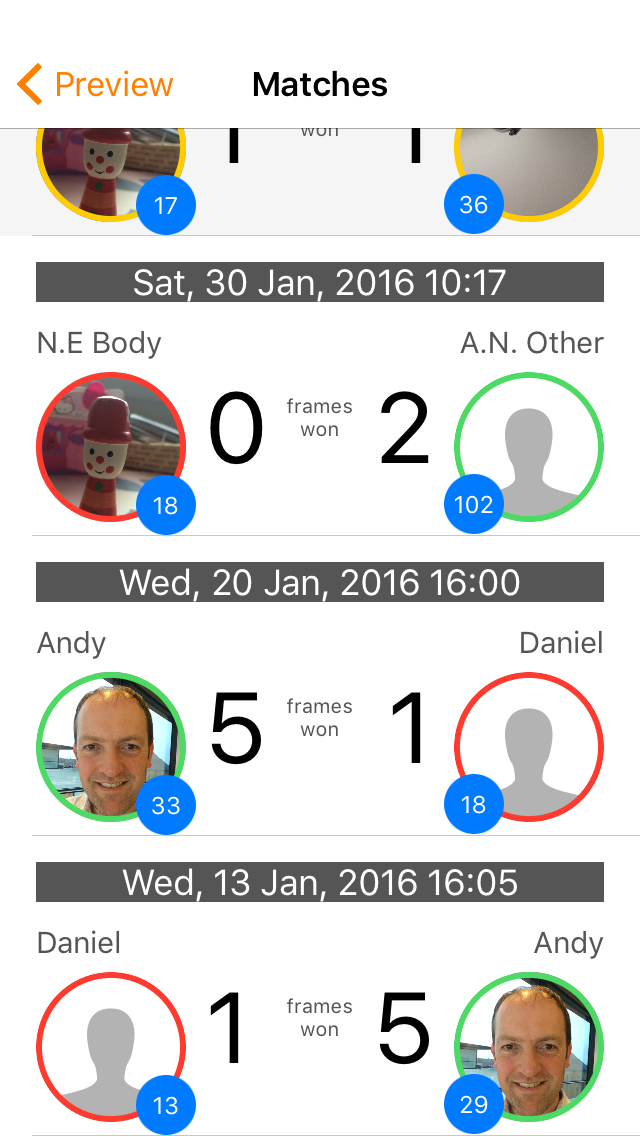 Preview
Matches
1
won
1
17
36
Sat, 30 Jan, 2016 10:17
N.E Body
A.N. Other
0
frames
won
2
18
102
Wed, 20 Jan, 2016 16:00
Andy
Daniel
5
frames
won
1
33
18
Wed, 13 Jan, 2016 16:05
Daniel
Andy
1
frames
won
5
13
29